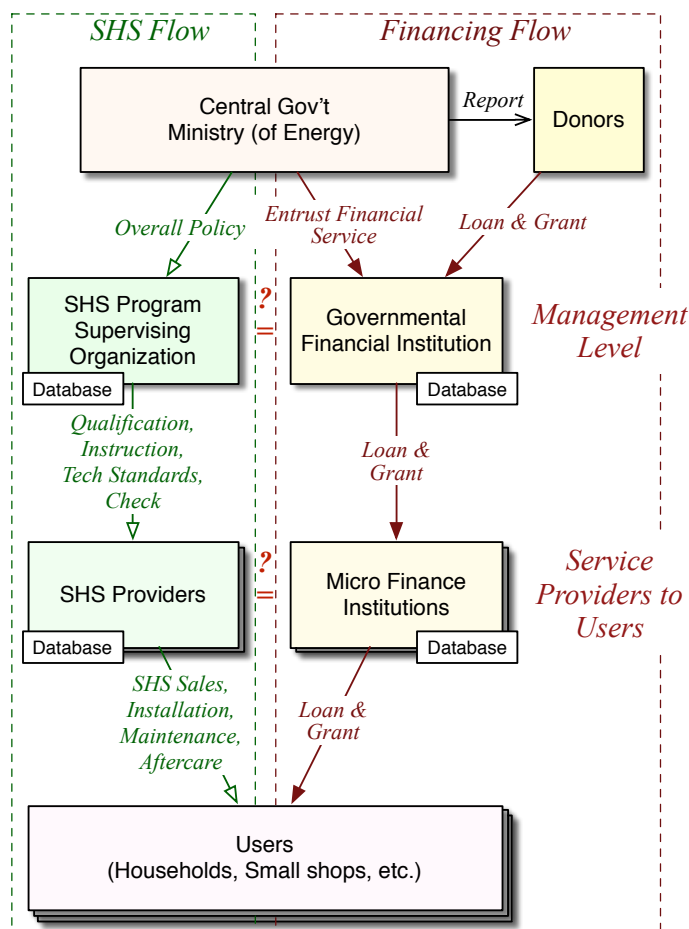 SHS Flow
Financing Flow
Central Gov't
Ministry (of Energy)
Report
Donors
Overall Policy
Entrust Financial
Service
Loan & Grant
SHS Program
Supervising
Organization
Database
?
=
Governmental
Financial Institution
Database
Management
Level
Qualification,
Instruction,
Tech Standards,
Check
Loan &
Grant
SHS Providers
Database
?
=
Micro Finance
Institutions
Database
Service
Providers to
Users
SHS Sales,
Installation,
Maintenance,
Aftercare
Loan &
Grant
Users
(Households, Small shops, etc.)